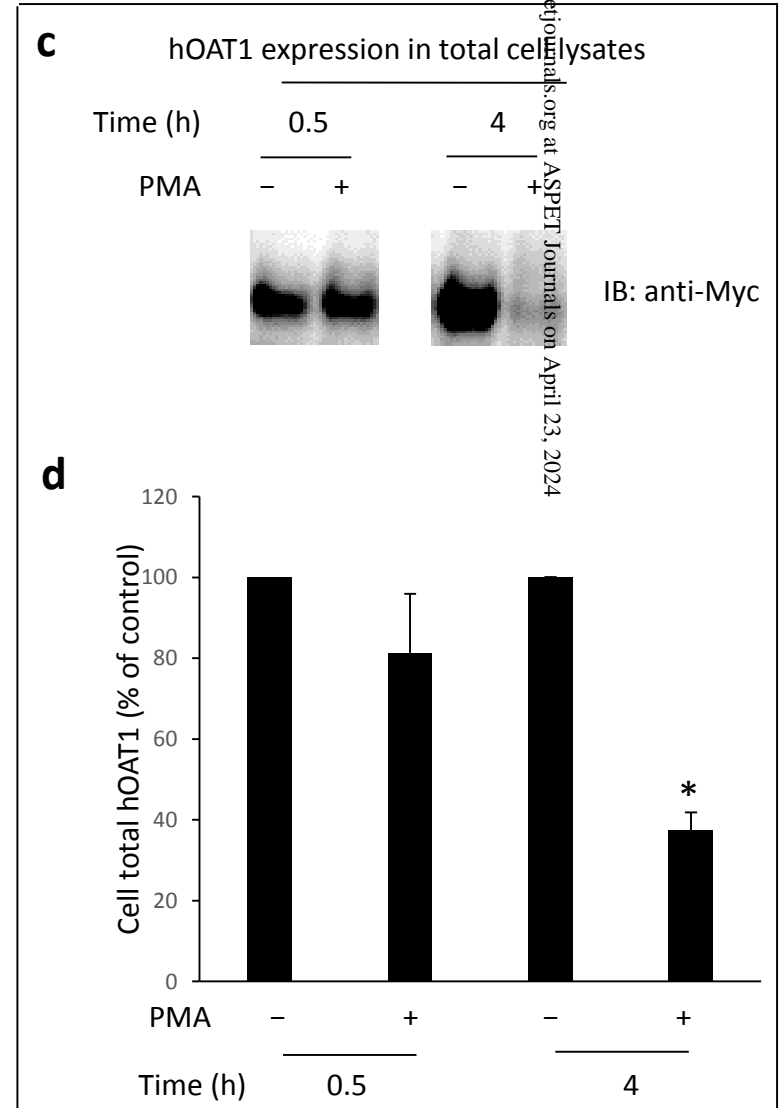 c
hOAT1 expression in total cell lysates
Time (h) 0.5 4
PMA − + − +
IB: anti-Myc
etjournals.org at ASPET Journals on April 23, 2024
d
Cell total hOAT1 (% of control)
120
100
80
60
40
20
0
*
PMA − + − +
Time (h) 0.5 4